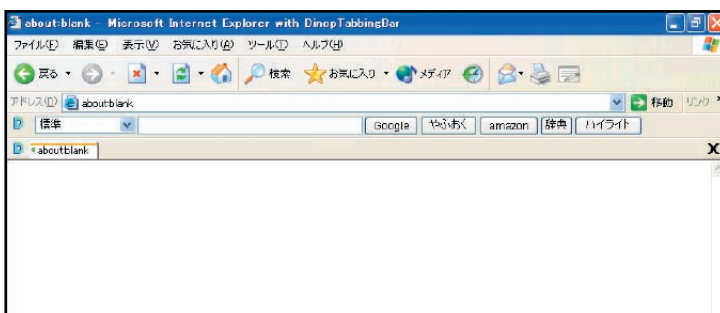 about:blank - Microsoft Internet Explorer with DinopTabbingBar
ファイル(F) 編集(E) 表示(V) お気に入り(A) ツール(T) ヘルプ(H)
戻る 検索 お気に入り メディア
アドレス(D) about:blank 移動 リンク »
標準 Google やふおく amazon 辞典 ハイライト
about:blank X